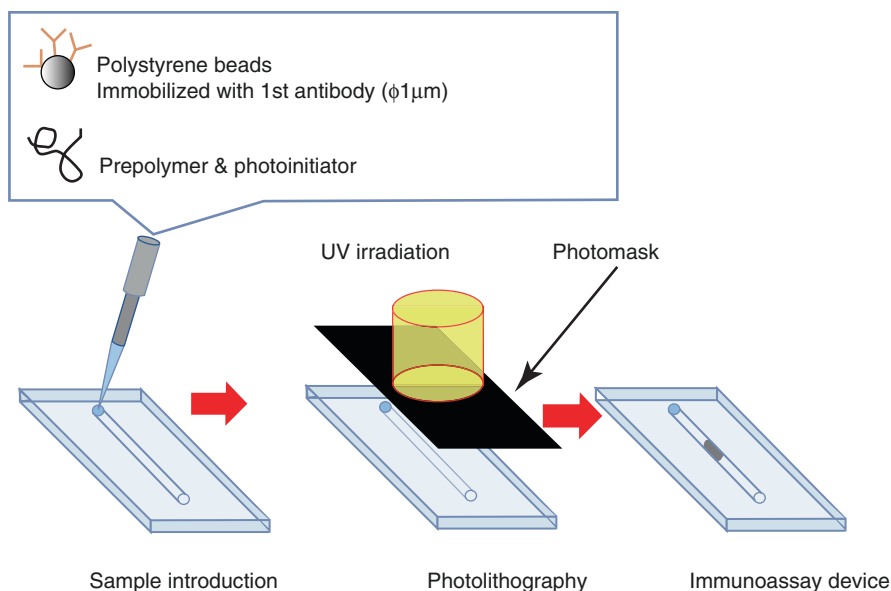 Polystyrene beads
Immobilized with 1st antibody (ϕ1μm)
Prepolymer & photoinitiator
UV irradiation
Photomask
Sample introduction
Photolithography
Immunoassay device